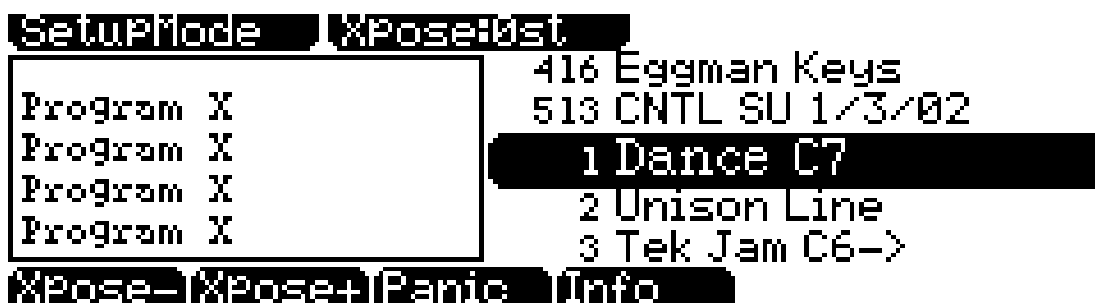 SetupMode XPose:0st
Program X
Program X
Program X
Program X
416 Eggman Keys
513 CNTL SU 1/3/02
1 Dance C7
2 Unison Line
3 Tek Jam C6->
Xpose- Xpose+ Panic Info